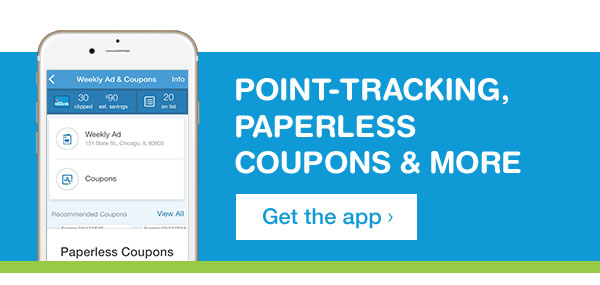 Weekly Ad & Coupons Info
30 $90 20
clipped est. savings on list
Weekly Ad
151 State St., Chicago, IL 60603
Coupons
Recommended Coupons View All
Paperless Coupons
POINT-TRACKING,
PAPERLESS
COUPONS & MORE
Get the app ›